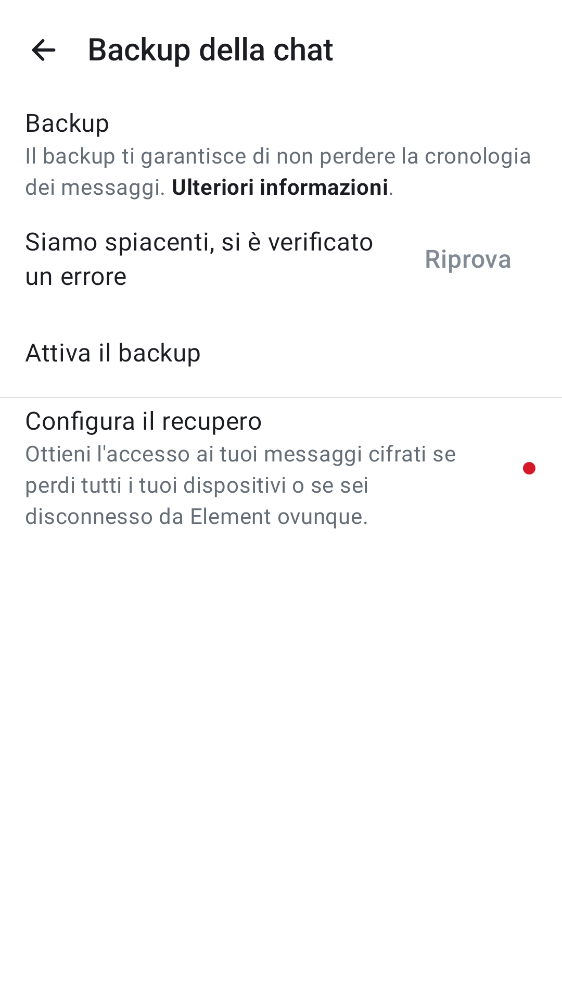 Backup della chat
Backup
Il backup ti garantisce di non perdere la cronologia
dei messaggi. Ulteriori informazioni.
Siamo spiacenti, si è verificato
un errore
Riprova
Attiva il backup
Configura il recupero
Ottieni l'accesso ai tuoi messaggi cifrati se
perdi tutti i tuoi dispositivi o se sei
disconnesso da Element ovunque.